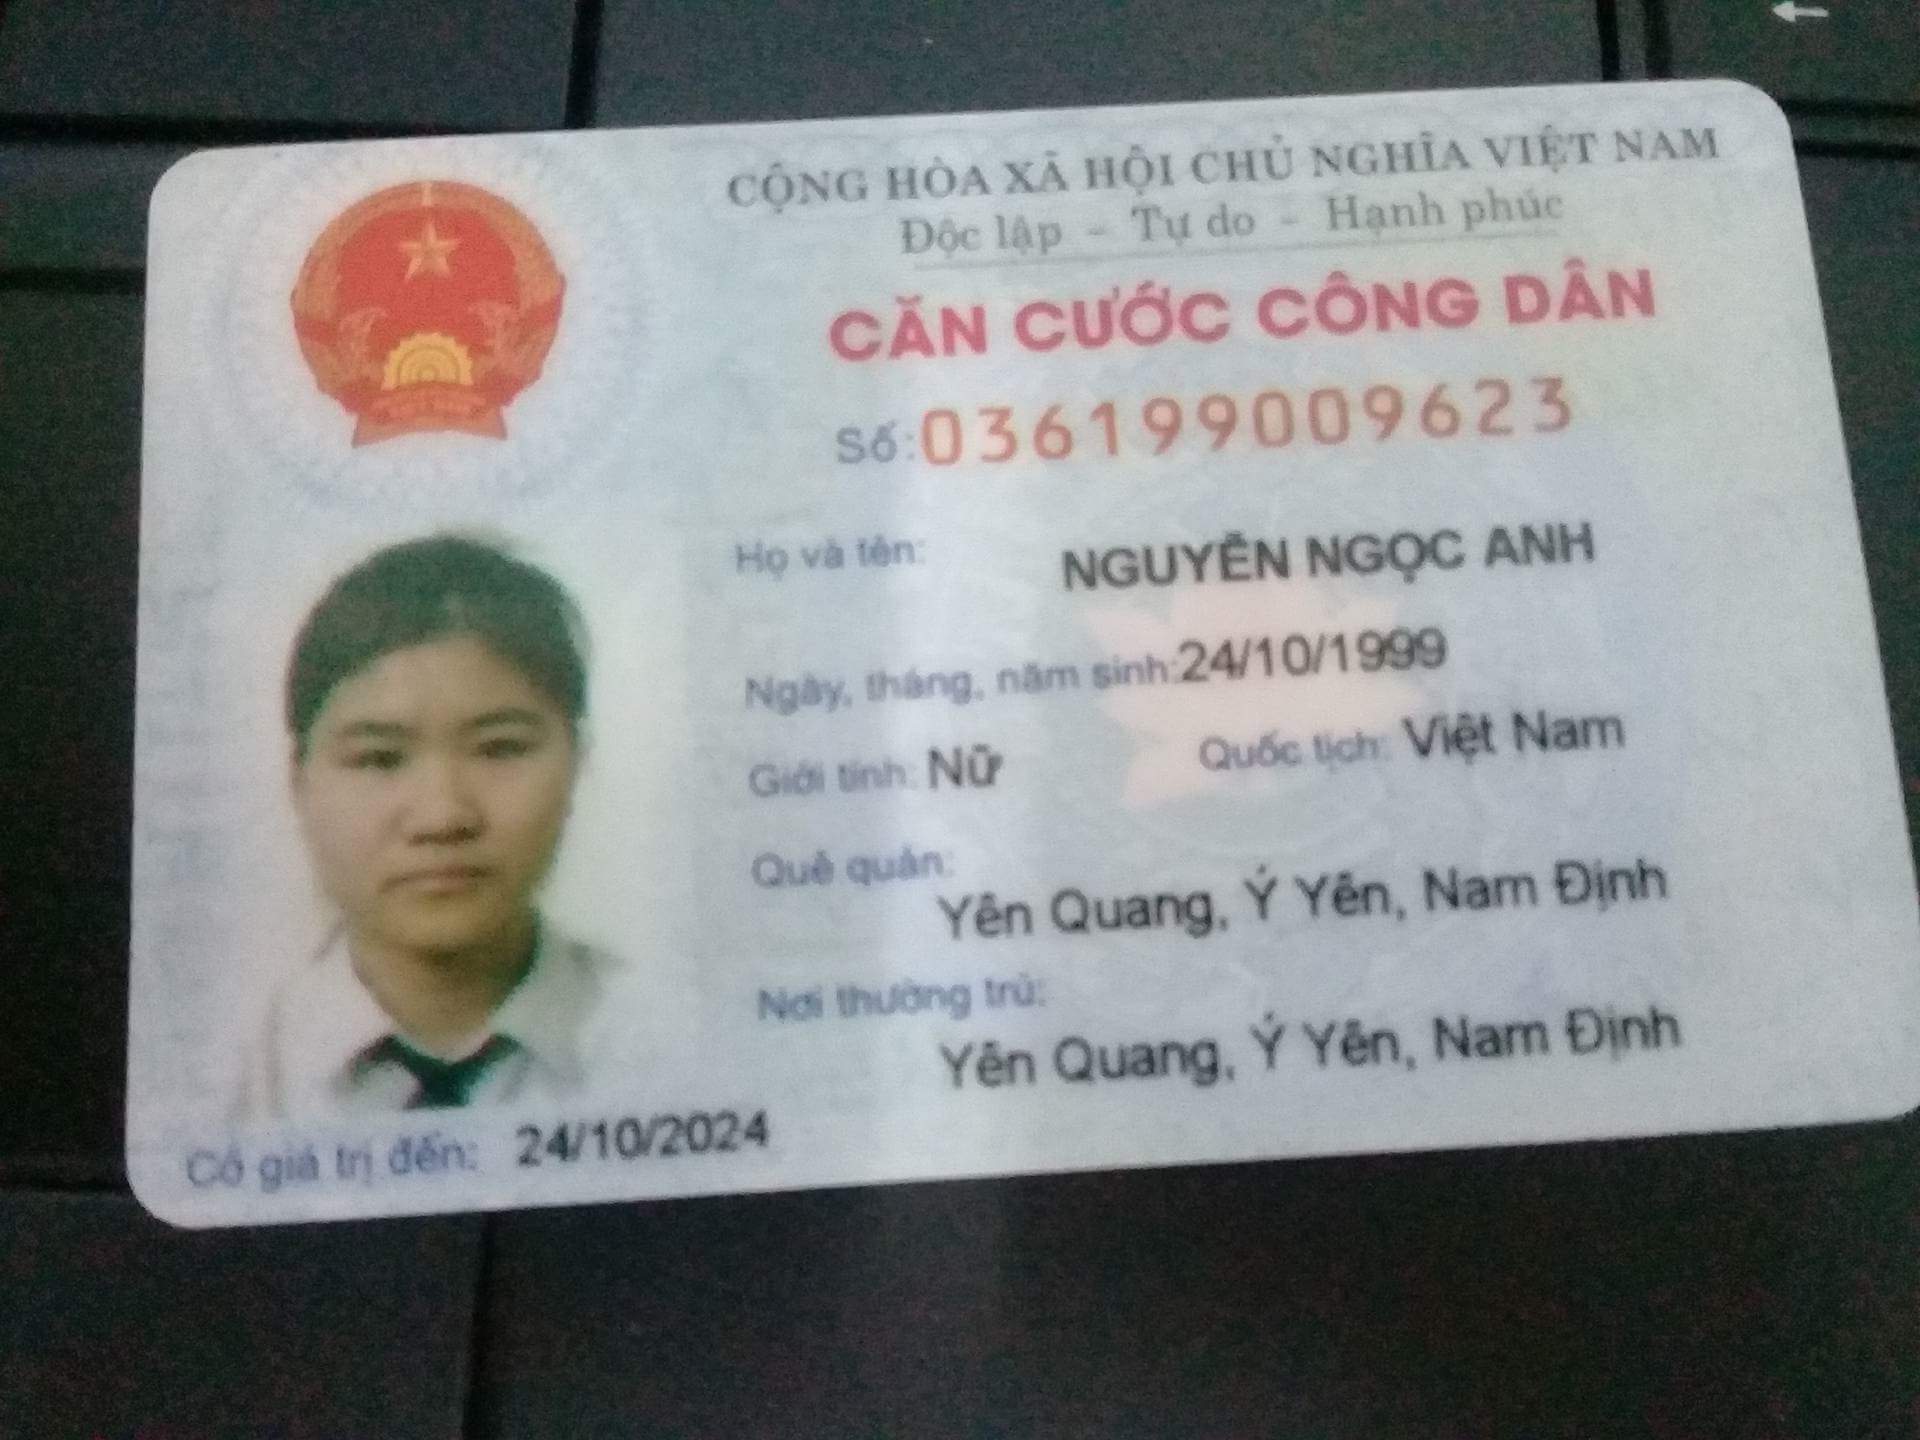 CỘNG HÒA XÃ HỘI CHỦ NGHĨA VIỆT NAM
Độc lập - Tự do - Hạnh phúc
CĂN CƯỚC CÔNG DÂN
Số: 036199009623
Họ và tên: NGUYỄN NGỌC ANH
Ngày, tháng, năm sinh: 24/10/1999
Giới tính: Nữ Quốc tịch: Việt Nam
Quê quán:
Yên Quang, Ý Yên, Nam Định
Nơi thường trú:
Yên Quang, Ý Yên, Nam Định
Có giá trị đến: 24/10/2024